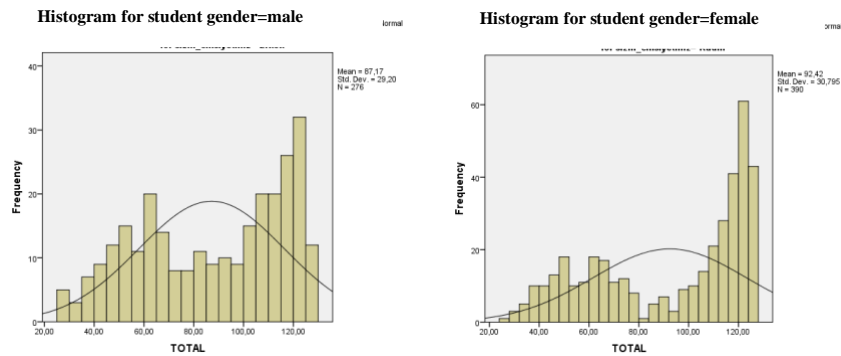 Histogram for student gender=male
Mean = 87,17
Std. Dev. = 29,20
N = 276
Frequency
40
30
20
10
0
20,00 40,00 60,00 80,00 100,00 120,00
TOTAL
Histogram for student gender=female
Mean = 92,42
Std. Dev. = 30,795
N = 390
Frequency
60
40
20
0
20,00 40,00 60,00 80,00 100,00 120,00
TOTAL